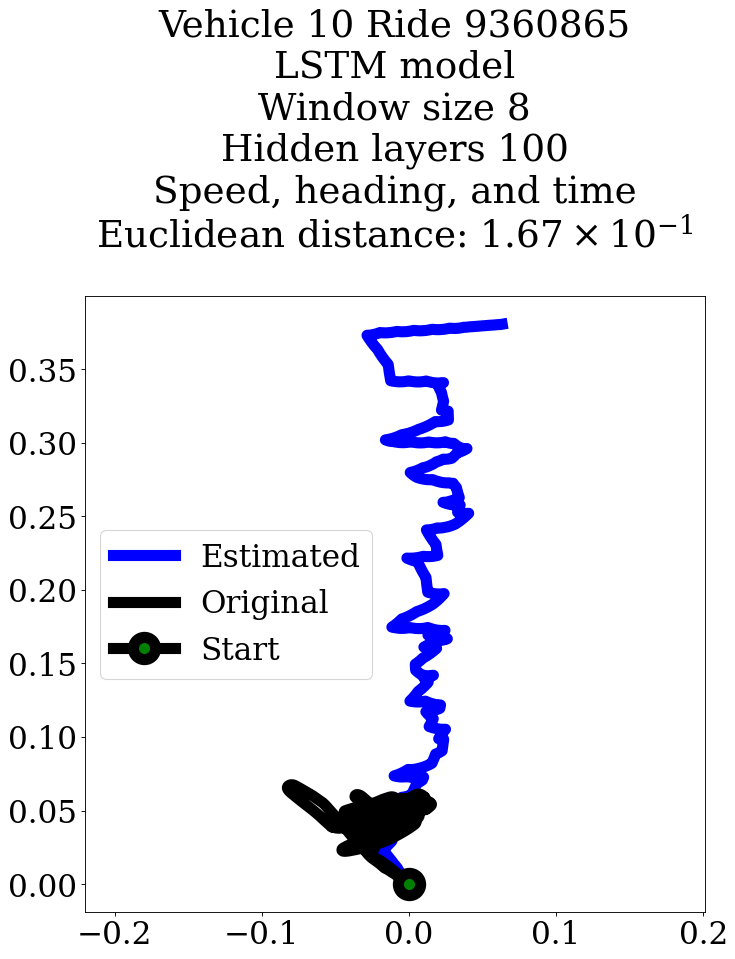 Vehicle 10 Ride 9360865
LSTM model
Window size 8
Hidden layers 100
Speed, heading, and time
Euclidean distance: 1.67 × 10⁻¹
0.35
0.30
0.25
0.20
0.15
0.10
0.05
0.00
Estimated
Original
Start
−0.2 −0.1 0.0 0.1 0.2